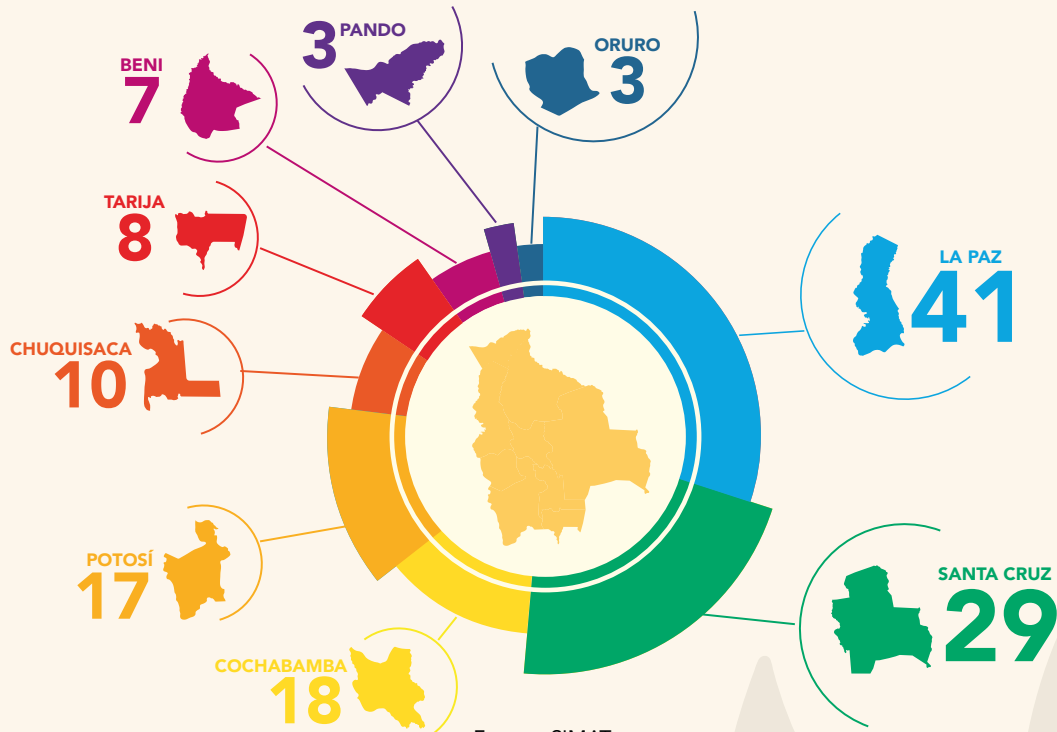 PANDO
3
ORURO
3
BENI
7
TARIJA
8
LA PAZ
41
CHUQUISACA
10
POTOSÍ
17
SANTA CRUZ
29
COCHABAMBA
18